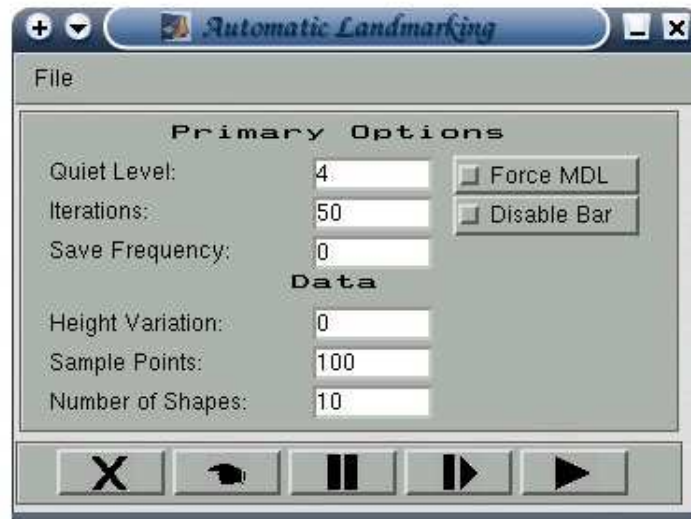 Automatic Landmarking
File
Primary Options
Quiet Level: 4 Force MDL
Iterations: 50 Disable Bar
Save Frequency: 0
Data
Height Variation: 0
Sample Points: 100
Number of Shapes: 10